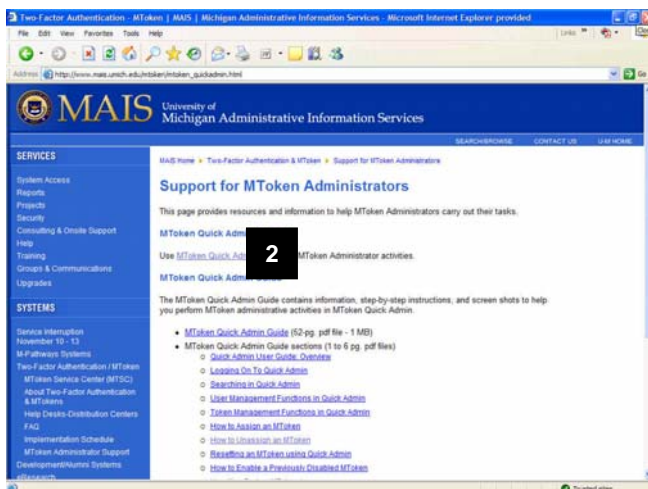 Two-Factor Authentication - MToken | MAIS | Michigan Administrative Information Services - Microsoft Internet Explorer provided
File Edit View Favorites Tools Help
Links
Address http://www.mais.umich.edu/mtoken/mtoken_quickadmin.html
Go
MAIS University of
Michigan Administrative Information Services
SEARCH/BROWSE CONTACT US U-M HOME
SERVICES
System Access
Reports
Projects
Security
Consulting & Onsite Support
Help
Training
Groups & Communications
Upgrades
SYSTEMS
Service Interruption
November 10 - 13
M-Pathways Systems
Two-Factor Authentication / MToken
MToken Service Center (MTSC)
About Two-Factor Authentication
& MTokens
Help Desks-Distribution Centers
FAQ
Implementation Schedule
MToken Administrator Support
Development/Alumni Systems
eResearch
MAIS Home > Two-Factor Authentication & MToken > Support for MToken Administrators
Support for MToken Administrators
This page provides resources and information to help MToken Administrators carry out their tasks.
MToken Quick Adm
2
Use MToken Quick Adm MToken Administrator activities.
MToken Quick Admin Guide
The MToken Quick Admin Guide contains information, step-by-step instructions, and screen shots to help
you perform MToken administrative activities in MToken Quick Admin.
• MToken Quick Admin Guide (52-pg. pdf file - 1 MB)
• MToken Quick Admin Guide sections (1 to 6 pg. pdf files)
o Quick Admin User Guide: Overview
o Logging On To Quick Admin
o Searching in Quick Admin
o User Management Functions in Quick Admin
o Token Management Functions in Quick Admin
o How to Assign an MToken
o How to Unassign an MToken
o Resetting an MToken using Quick Admin
o How to Enable a Previously Disabled MToken
Trusted sites